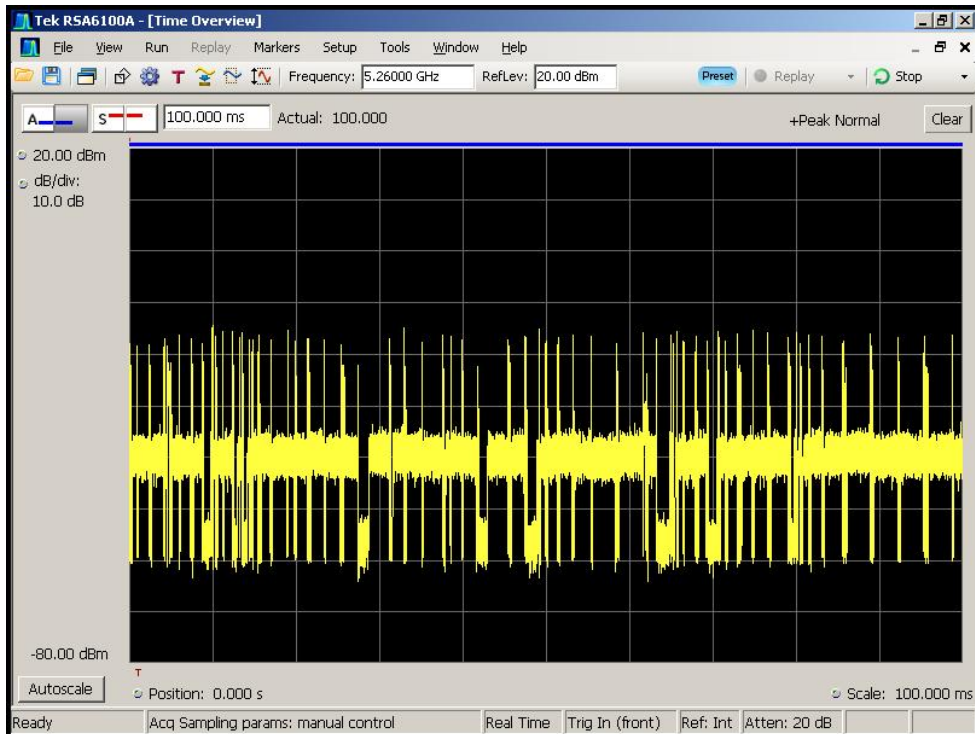 Tek RSA6100A - [Time Overview]
File View Run Replay Markers Setup Tools Window Help
T Frequency: 5.26000 GHz RefLev: 20.00 dBm Preset Replay Stop
A S 100.000 ms Actual: 100.000 +Peak Normal Clear
20.00 dBm
dB/div:
10.0 dB
-80.00 dBm
T
Autoscale Position: 0.000 s Scale: 100.000 ms
Ready Acq Sampling params: manual control Real Time Trig In (front) Ref: Int Atten: 20 dB